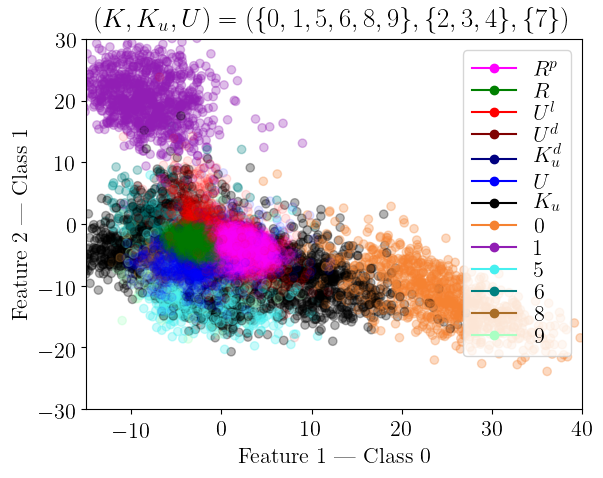 (K, K_u, U) = ({0, 1, 5, 6, 8, 9}, {2, 3, 4}, {7})
30
20
10
0
−10
−20
−30
−10
0
10
20
30
40
Feature 2 — Class 1
Feature 1 — Class 0
R^p
R
U^l
U^d
K_u^d
U
K_u
0
1
5
6
8
9